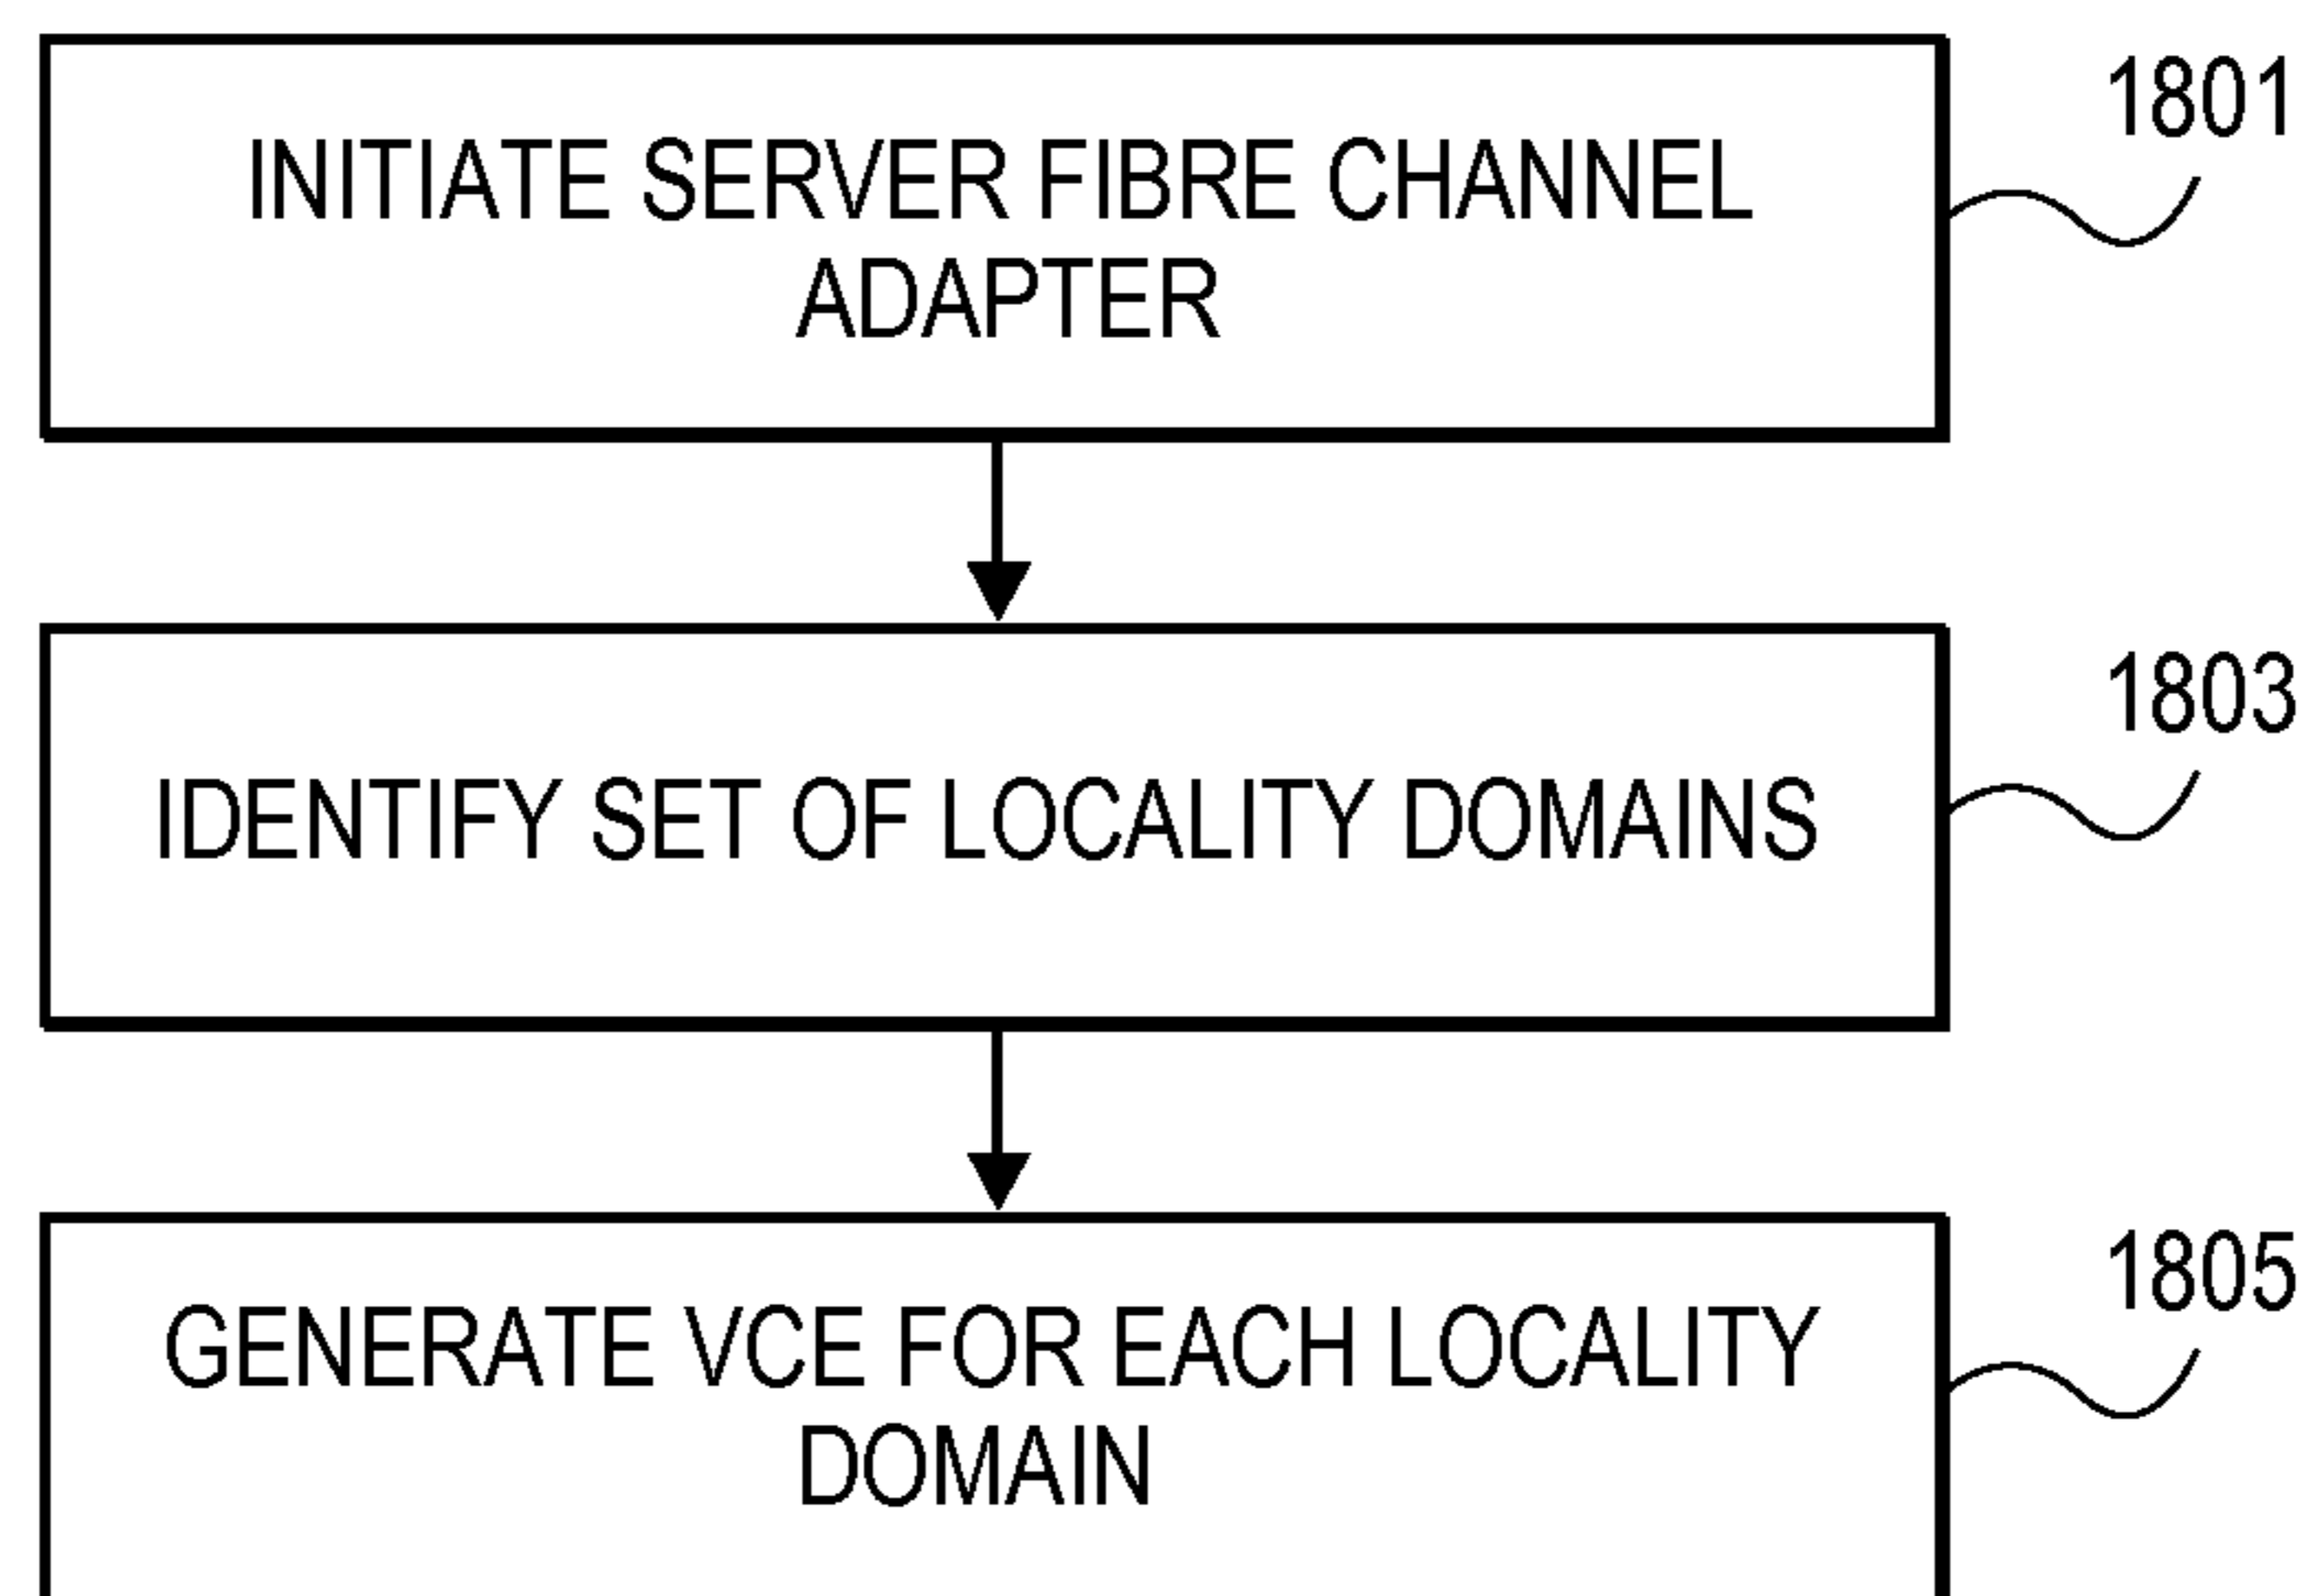 1801
INITIATE SERVER FIBRE CHANNEL
ADAPTER
1803
IDENTIFY SET OF LOCALITY DOMAINS
1805
GENERATE VCE FOR EACH LOCALITY
DOMAIN